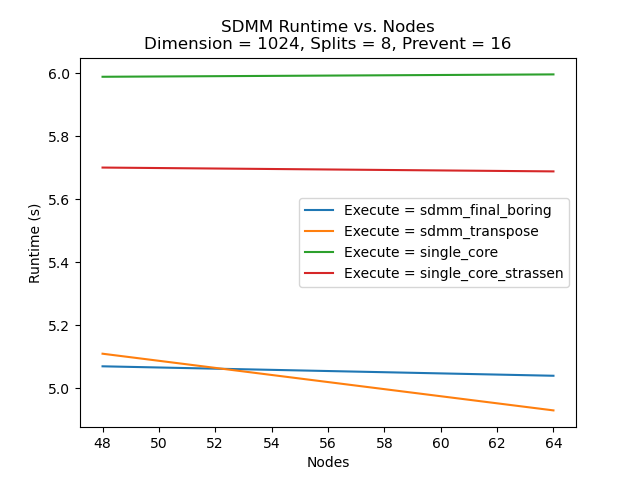 SDMM Runtime vs. Nodes
Dimension = 1024, Splits = 8, Prevent = 16
6.0
5.8
5.6
5.4
5.2
5.0
Runtime (s)
Execute = sdmm_final_boring
Execute = sdmm_transpose
Execute = single_core
Execute = single_core_strassen
48 50 52 54 56 58 60 62 64
Nodes